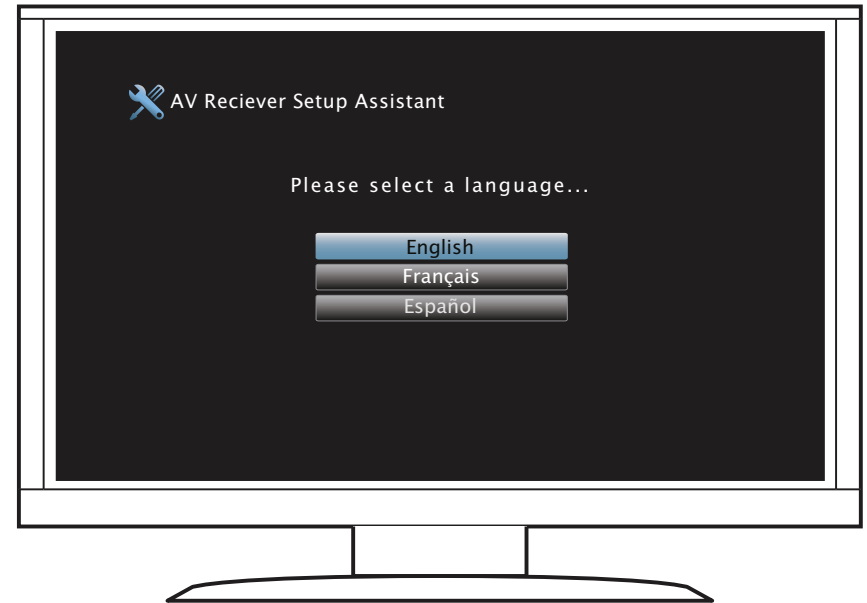 AV Reciever Setup Assistant
Please select a language...
English
Français
Español